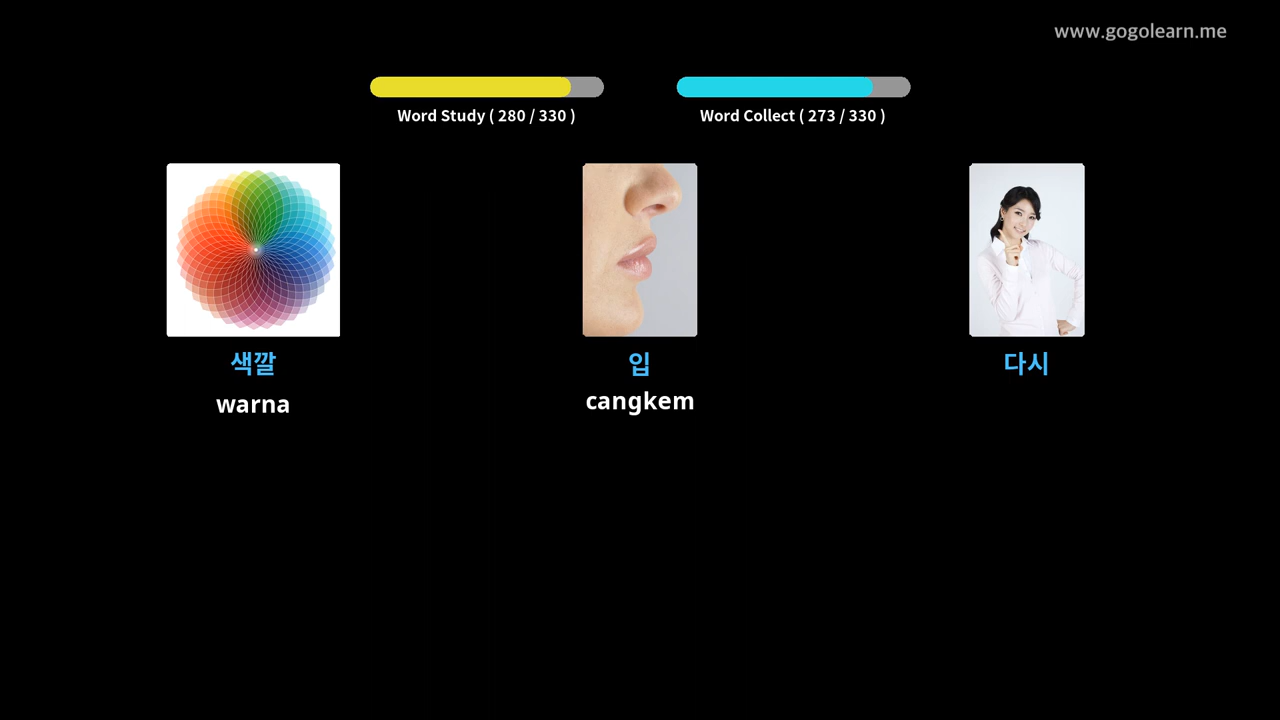 www.gogolearn.me
Word Study ( 280 / 330 )
Word Collect ( 273 / 330 )
색깔
입
다시
warna
cangkem